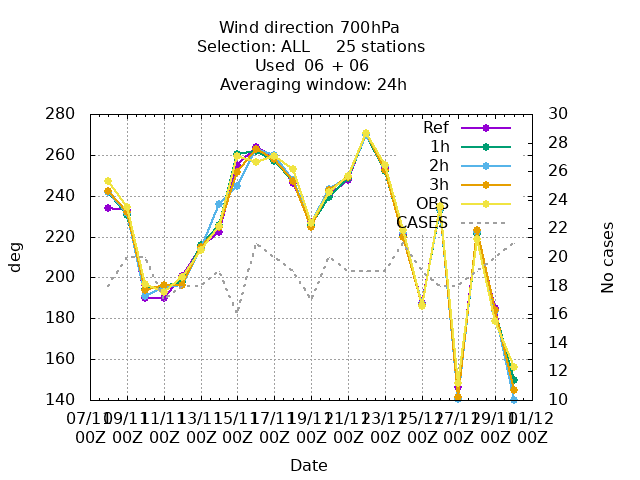 Wind direction 700hPa
Selection: ALL 25 stations
Used 06 + 06
Averaging window: 24h
280 30
260 28
240 26
220 24
200 22
180 20
160 18
140 16
14
12
10
deg
No cases
Ref
1h
2h
3h
OBS
CASES
07/11 09/11 11/11 13/11 15/11 17/11 19/11 21/11 23/11 25/11 27/11 29/11 01/12
00Z 00Z 00Z 00Z 00Z 00Z 00Z 00Z 00Z 00Z 00Z 00Z 00Z
Date